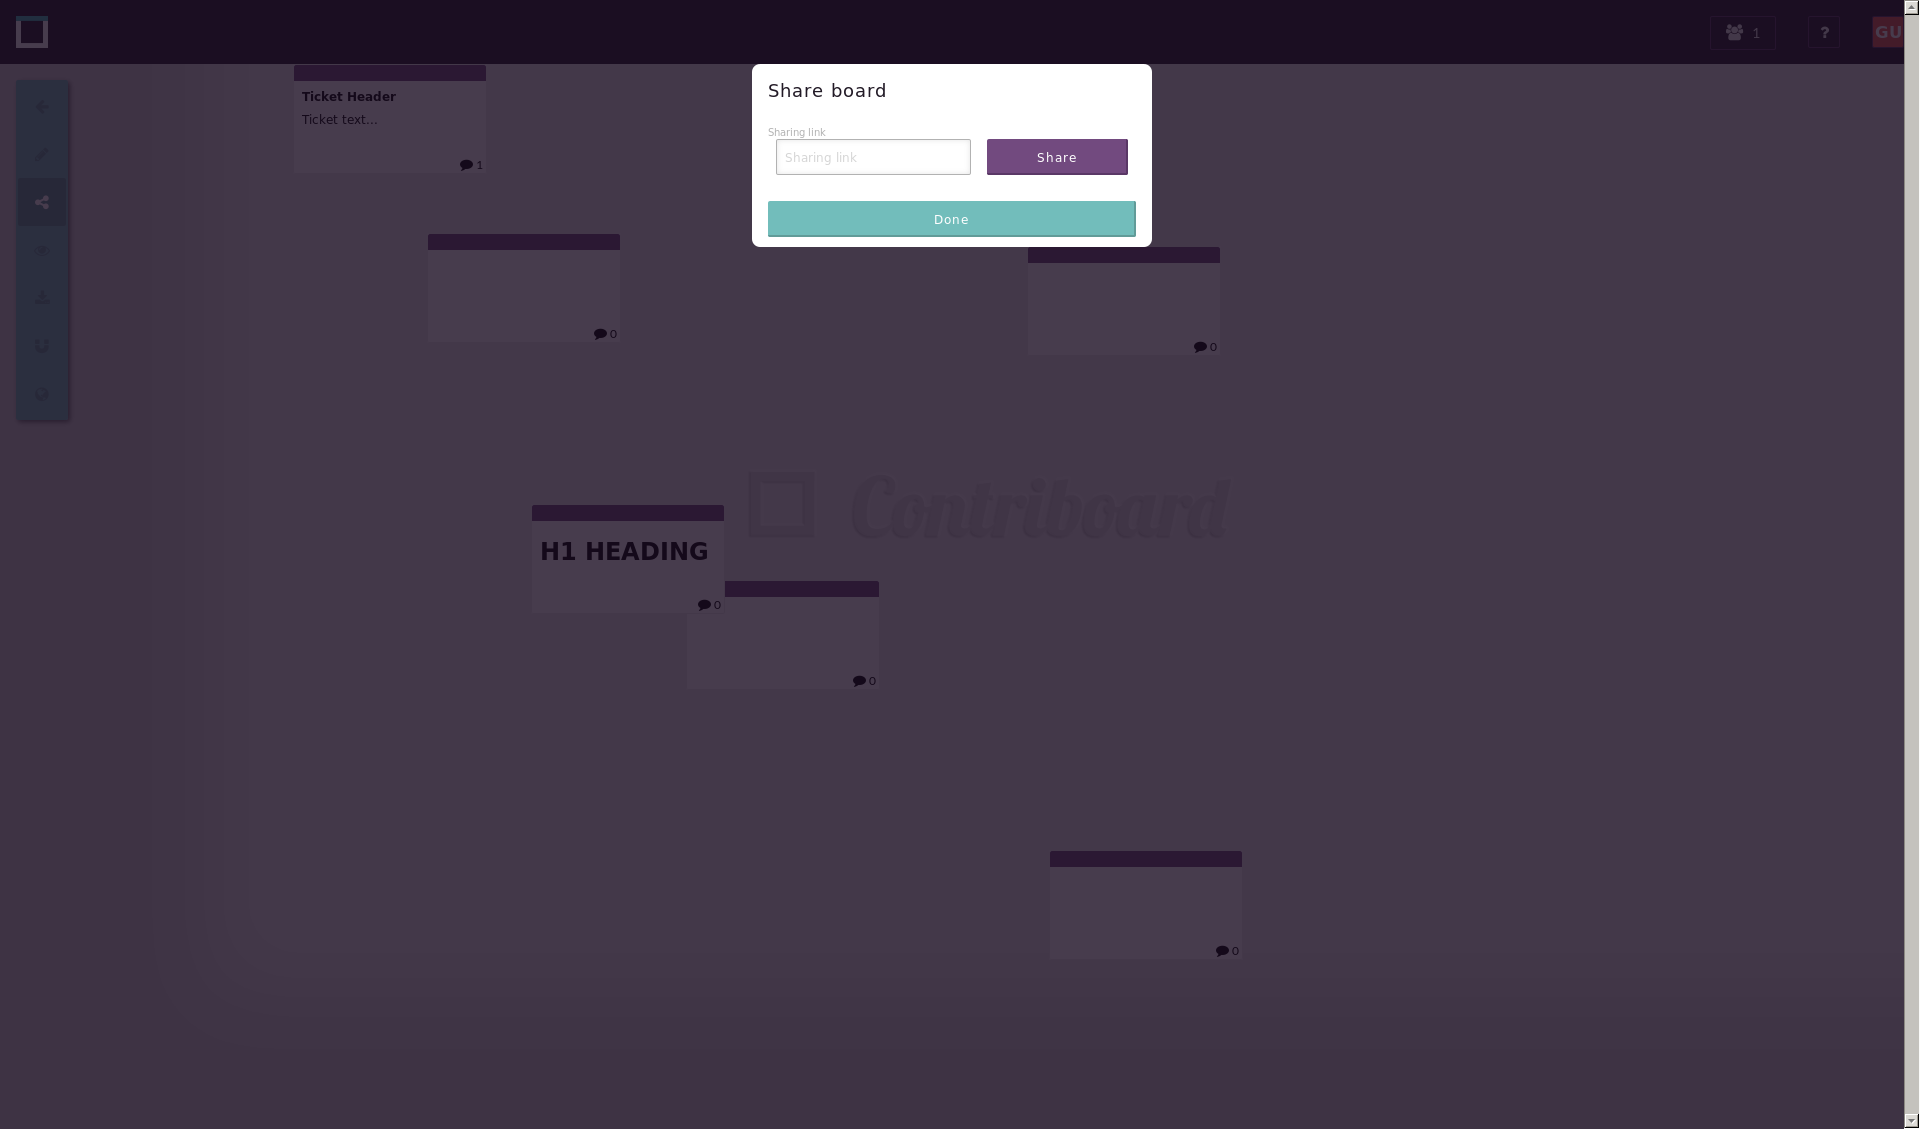 1
?
GU
Share board
Sharing link
Sharing link
Share
Done
Ticket Header
Ticket text...
1
0
0
Contriboard
H1 HEADING
0
0
0